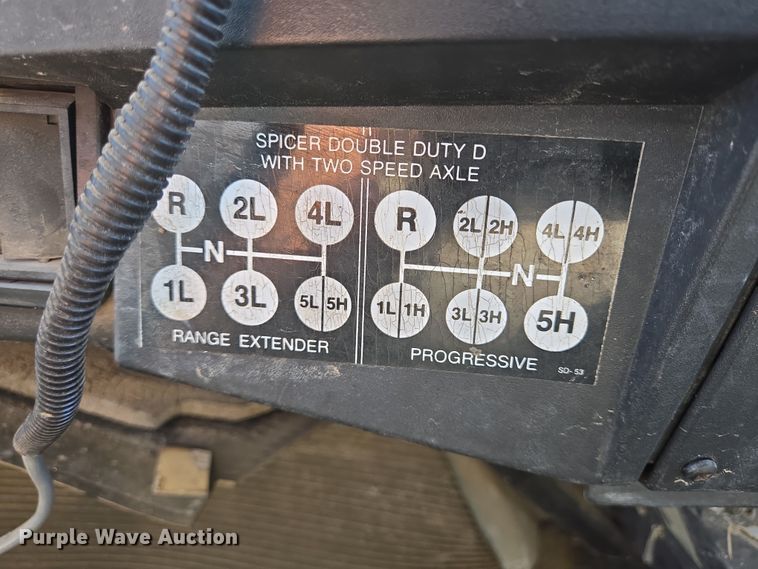 SPICER DOUBLE DUTY D
WITH TWO SPEED AXLE
R 2L 4L
N
1L 3L 5L 5H
RANGE EXTENDER
R 2L 2H 4L 4H
N
1L 1H 3L 3H 5H
PROGRESSIVE
SD-53
Purple Wave Auction